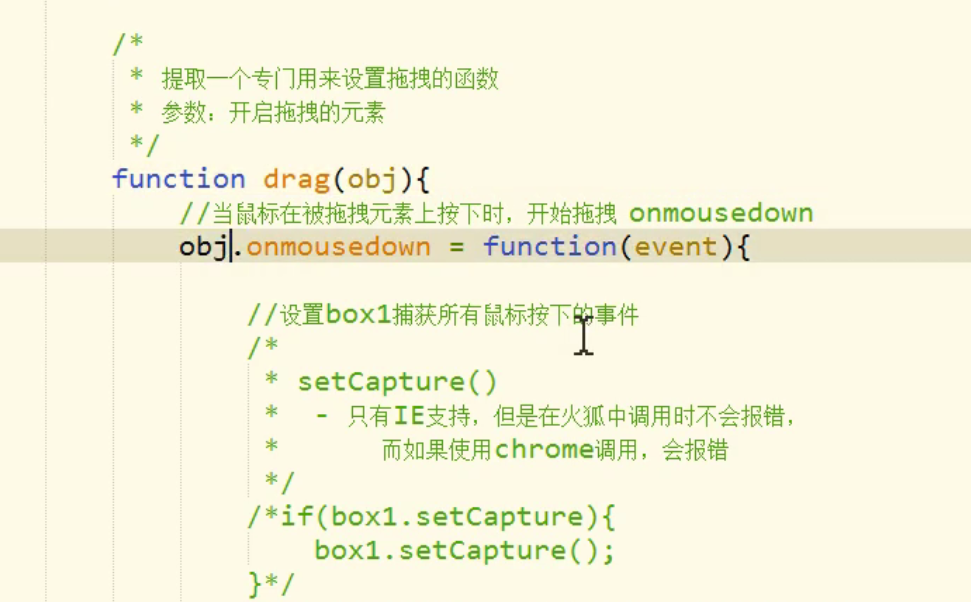 /*
* 提取一个专门用来设置拖拽的函数
* 参数：开启拖拽的元素
*/
function drag(obj){
//当鼠标在被拖拽元素上按下时，开始拖拽 onmousedown
obj.onmousedown = function(event){
//设置box1捕获所有鼠标按下的事件
/*
* setCapture()
* - 只有IE支持，但是在火狐中调用时不会报错，
* 而如果使用chrome调用，会报错
*/
/*if(box1.setCapture){
box1.setCapture();
}*/